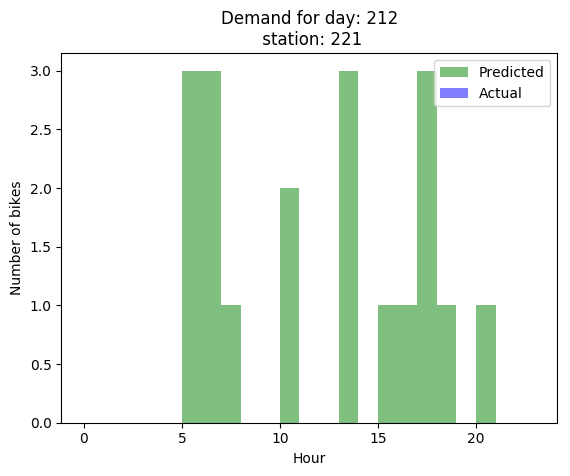 Demand for day: 212
station: 221
Predicted
Actual
Number of bikes
3.0
2.5
2.0
1.5
1.0
0.5
0.0
0
5
10
15
20
Hour